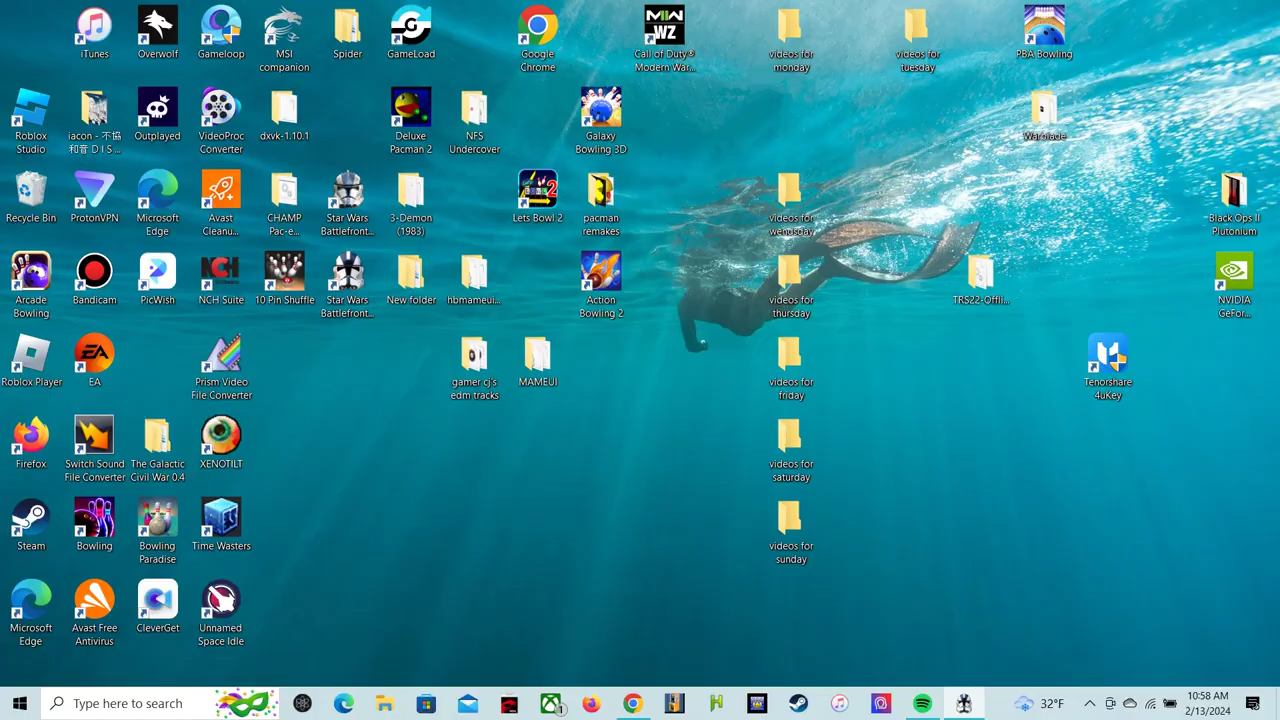 iTunes
Overwolf
Gameloop
MSI
companion
Spider
GameLoad
Google
Chrome
Call of Duty®
Modern War...
videos for
monday
videos for
tuesday
PBA Bowling
Roblox
Studio
iacon - 不協
和音 D I S ...
Outplayed
VideoProc
Converter
dxvk-1.10.1
Deluxe
Pacman 2
NFS
Undercover
Galaxy
Bowling 3D
Warblade
Recycle Bin
ProtonVPN
Microsoft
Edge
Avast
Cleanu...
CHAMP
Pac-e...
Star Wars
Battlefront...
3-Demon
(1983)
Lets Bowl 2
pacman
remakes
videos for
wendsday
Black Ops II
Plutonium
Arcade
Bowling
Bandicam
PicWish
NCH Suite
10 Pin Shuffle
Star Wars
Battlefront...
New folder
hbmameui...
Action
Bowling 2
videos for
thursday
TRS22-Offli...
NVIDIA
GeFor...
Roblox Player
EA
Prism Video
File Converter
gamer cj's
edm tracks
MAMEUI
videos for
friday
Tenorshare
4uKey
Firefox
Switch Sound
File Converter
The Galactic
Civil War 0.4
XENOTILT
videos for
saturday
Steam
Bowling
Bowling
Paradise
Time Wasters
videos for
sunday
Microsoft
Edge
Avast Free
Antivirus
CleverGet
Unnamed
Space Idle
Type here to search
32°F
10:58 AM
2/13/2024